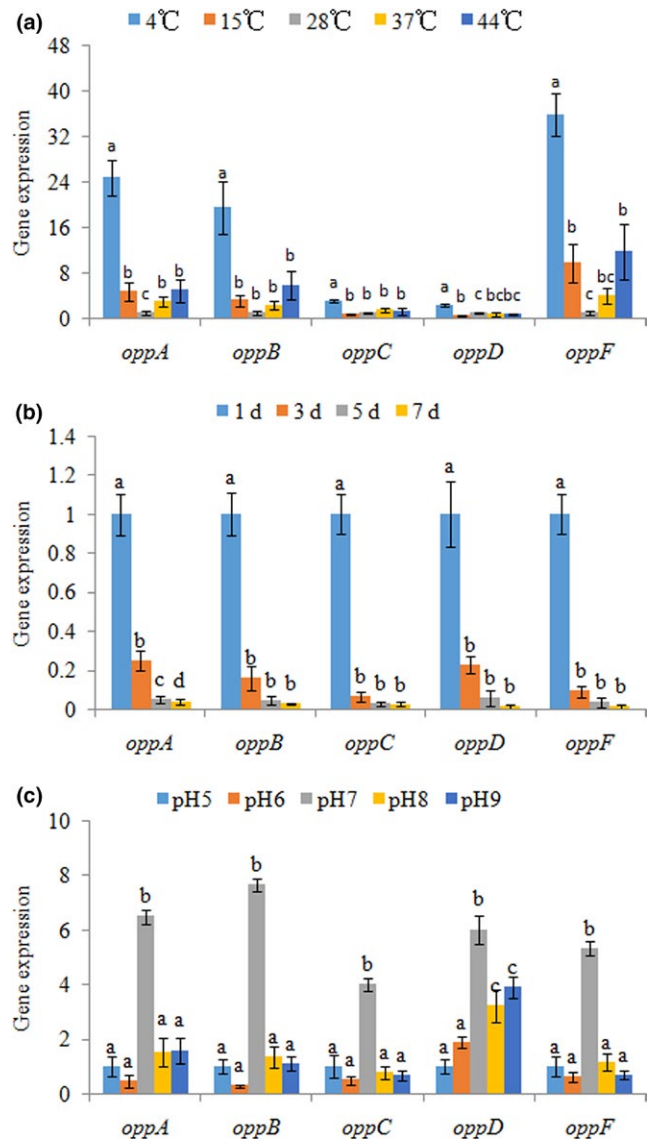 (a)
4℃ 15℃ 28℃ 37℃ 44℃
Gene expression
48
40
32
24
16
8
0
a b c b b
a b b b b
a b b b b
a b c bc bc
a b c bc b
oppA oppB oppC oppD oppF
(b)
1 d 3 d 5 d 7 d
Gene expression
1.4
1.2
1
0.8
0.6
0.4
0.2
0
a b c d
a b b b
a b b b
a b b b
a b b b
oppA oppB oppC oppD oppF
(c)
pH5 pH6 pH7 pH8 pH9
Gene expression
10
8
6
4
2
0
a a b a a
a a b a a
a a b a a
a a b c c
a a b a a
oppA oppB oppC oppD oppF